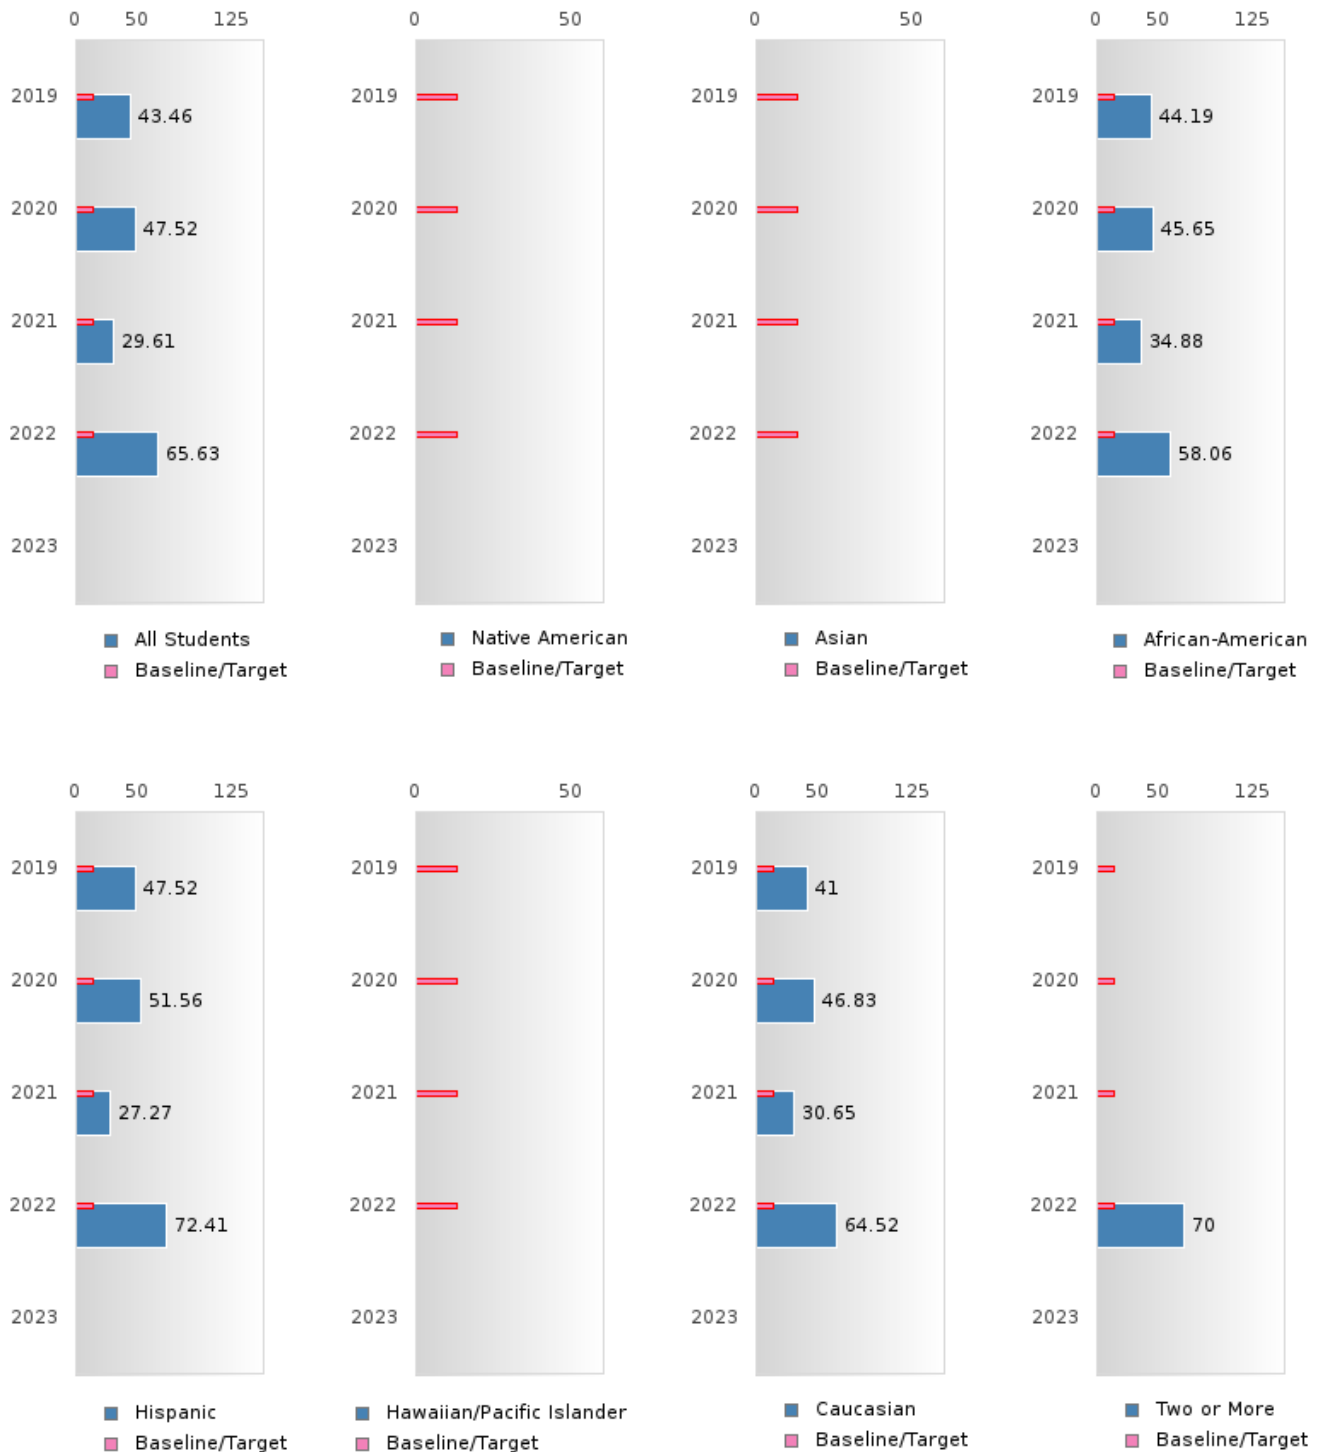 0 50 125
0 50
0 50
0 50 125
2019 43.46
2019
2019
2019 44.19
2020 47.52
2020
2020
2020 45.65
2021 29.61
2021
2021
2021 34.88
2022 65.63
2022
2022
2022 58.06
2023
2023
2023
2023
All Students
Native American
Asian
African-American
Baseline/Target
Baseline/Target
Baseline/Target
Baseline/Target
0 50 125
0 50
0 50 125
0 50 125
2019 47.52
2019
2019 41
2019
2020 51.56
2020
2020 46.83
2020
2021 27.27
2021
2021 30.65
2021
2022 72.41
2022
2022 64.52
2022 70
2023
2023
2023
2023
Hispanic
Hawaiian/Pacific Islander
Caucasian
Two or More
Baseline/Target
Baseline/Target
Baseline/Target
Baseline/Target